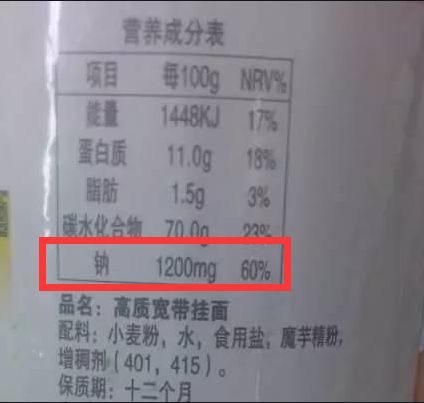 营养成分表
项目 每100g NRV%
能量 1448KJ 17%
蛋白质 11.0g 18%
脂肪 1.5g 3%
碳水化合物 70.0g 23%
钠 1200mg 60%
品名：高质宽带挂面
配料：小麦粉，水，食用盐，魔芋精粉，
增稠剂（401，415）。
保质期：十二个月